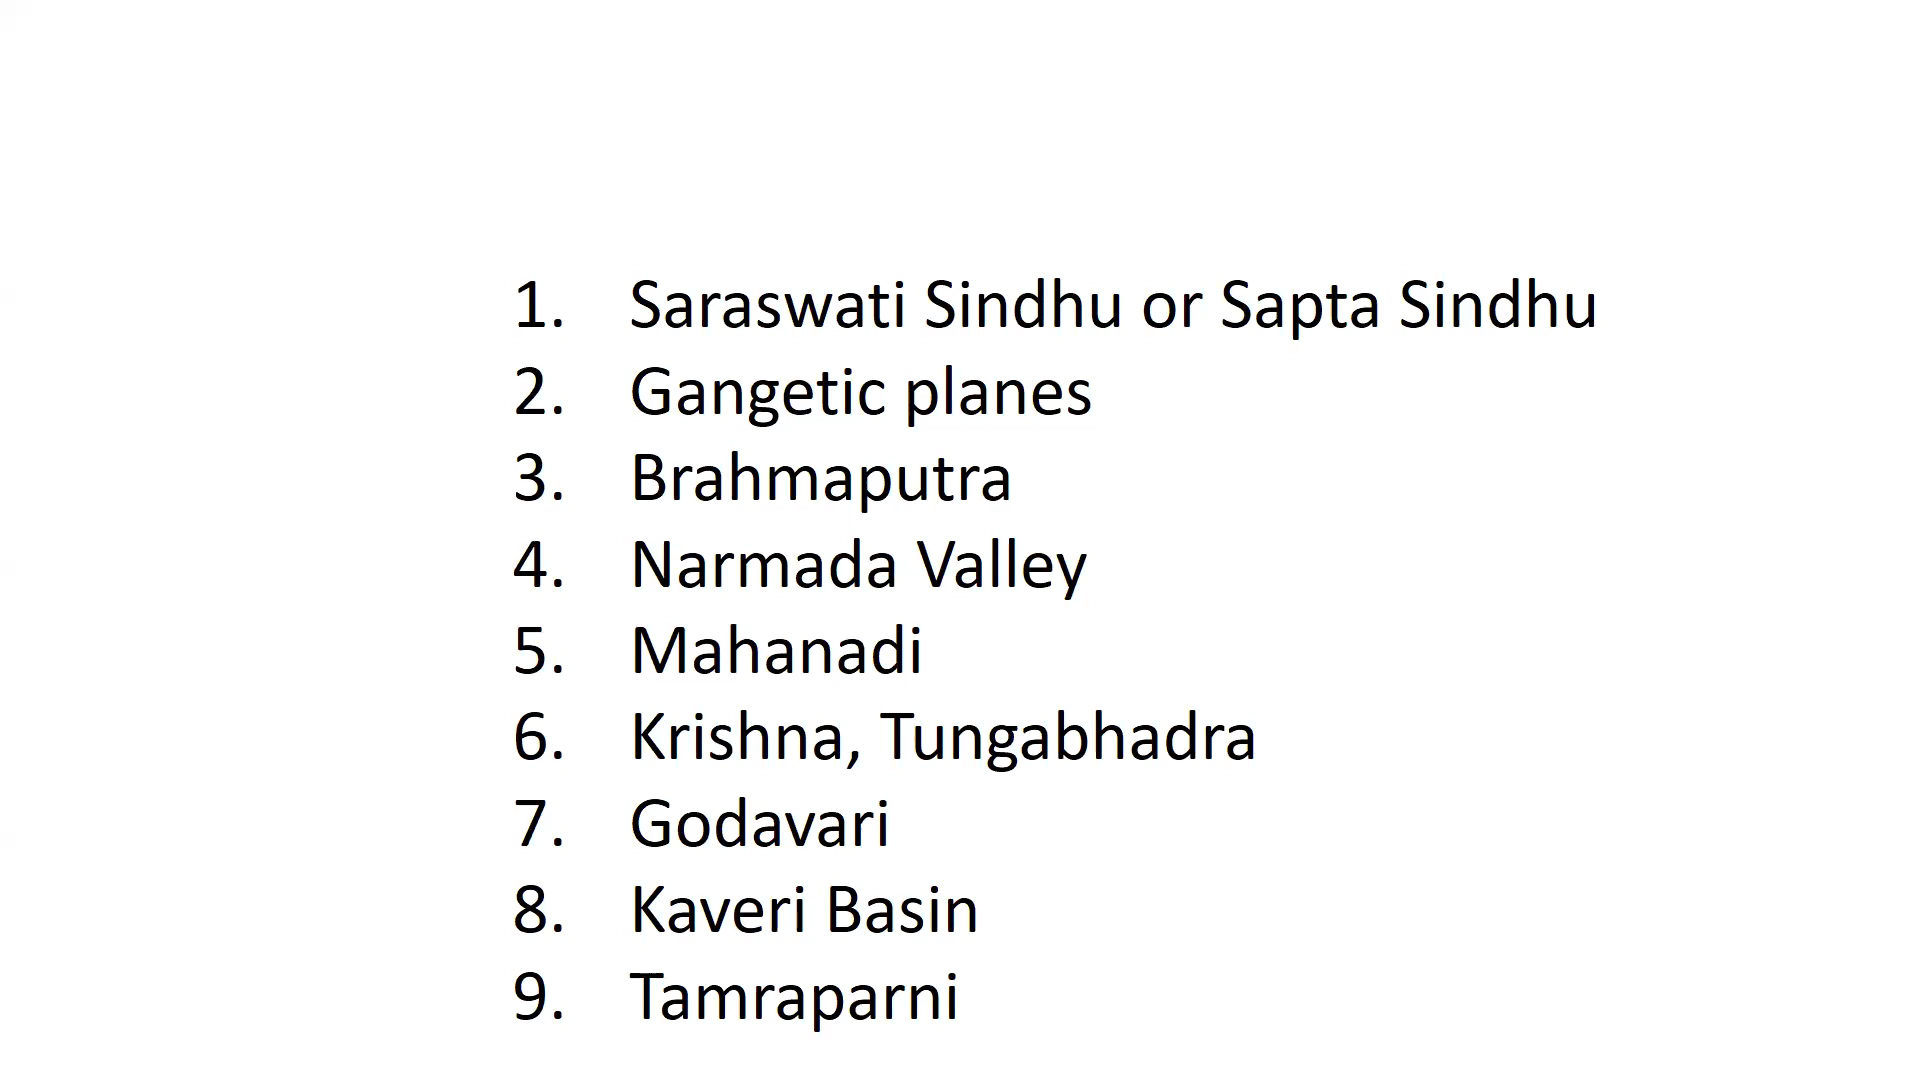 1. Saraswati Sindhu or Sapta Sindhu
2. Gangetic planes
3. Brahmaputra
4. Narmada Valley
5. Mahanadi
6. Krishna, Tungabhadra
7. Godavari
8. Kaveri Basin
9. Tamraparni